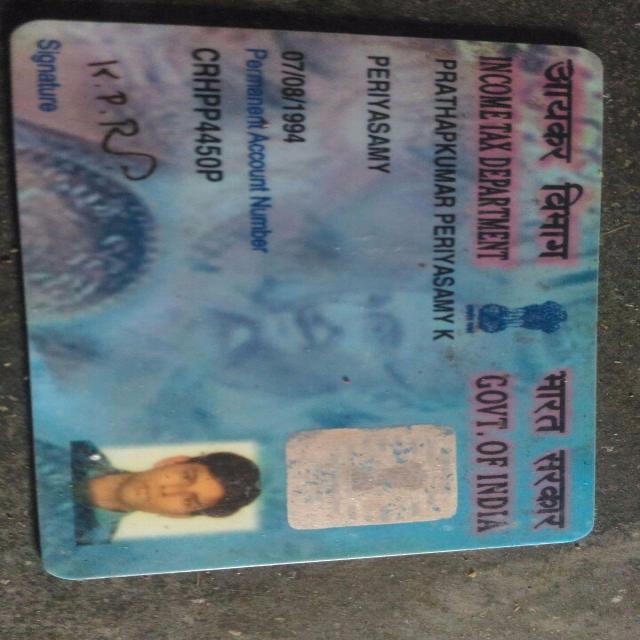 आयकर विभाग
भारत सरकार
INCOME TAX DEPARTMENT
GOVT. OF INDIA
PRATHAPKUMAR PERIYASAMY K
PERIYASAMY
07/08/1994
Permanent Account Number
CRHPP4450P
K.P.R
Signature